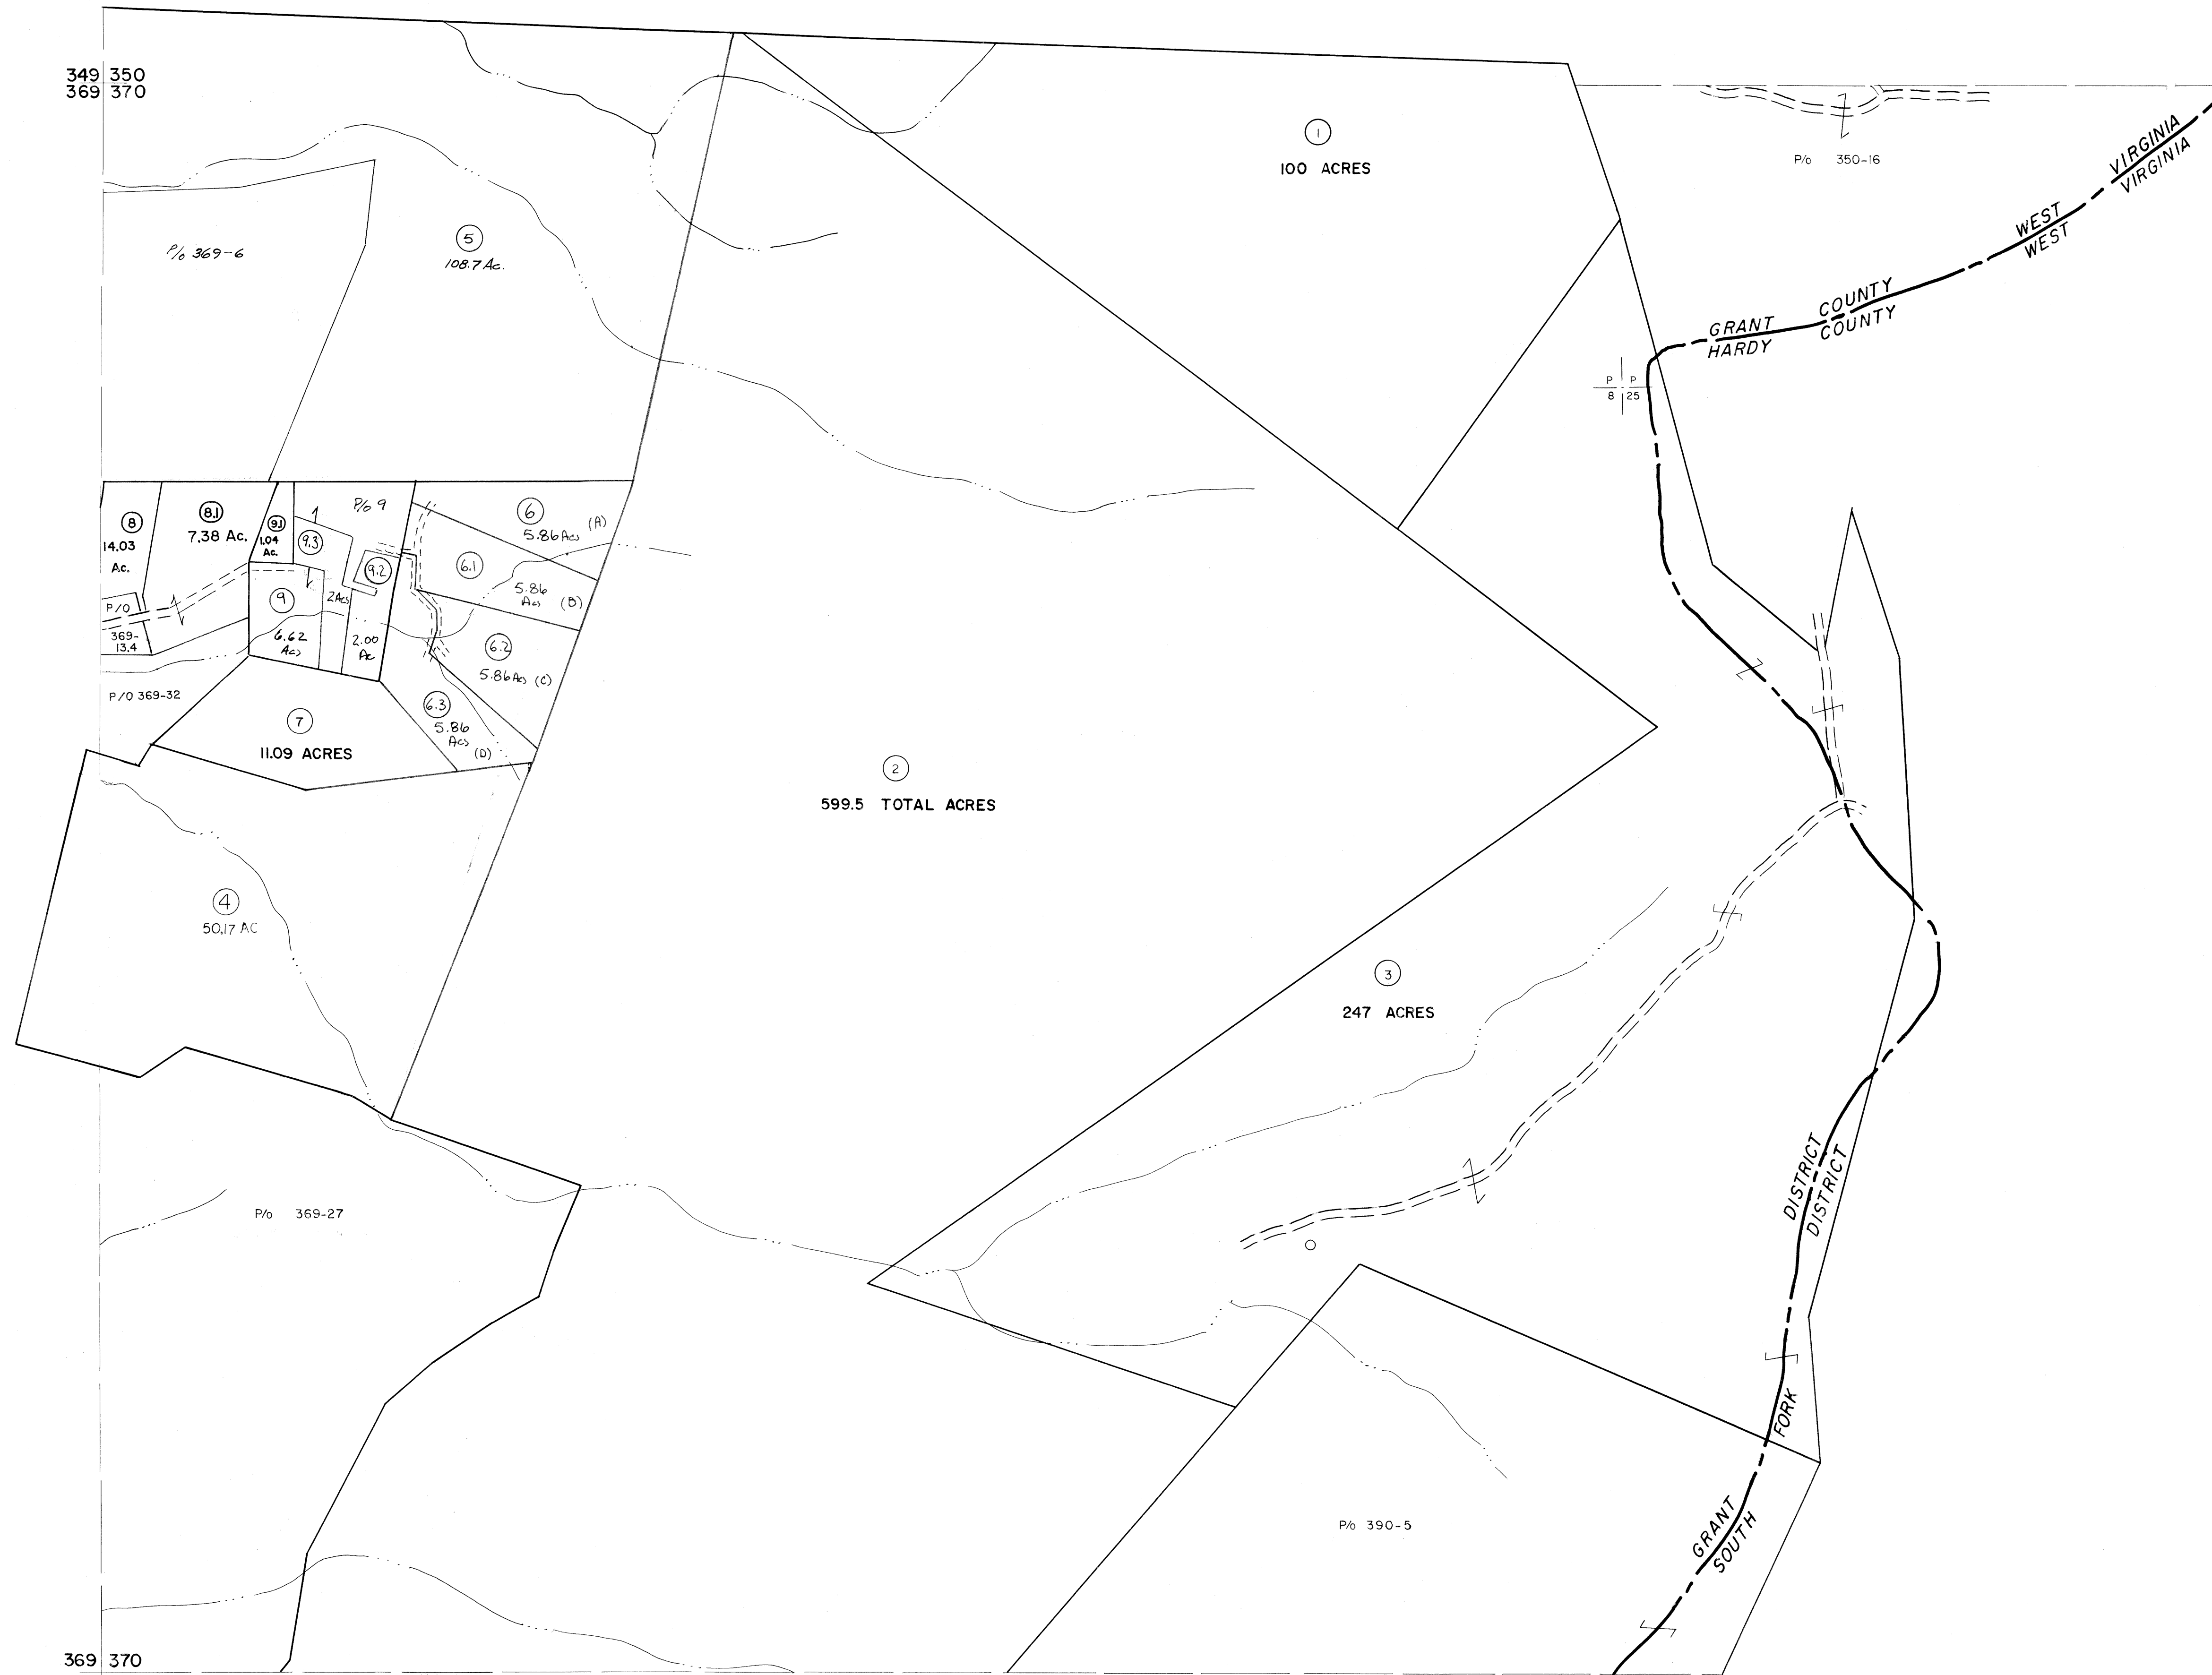 349 350
369 370
1
100 ACRES
P/o 350-16
WEST VIRGINIA
WEST VIRGINIA
GRANT COUNTY
HARDY COUNTY
P P
8 25
P/o 369-6
5
108.7 Ac.
8
14.03
Ac.
8.1
7.38 Ac.
9.1
1.04
Ac.
9.3
P/o 9
9.2
6
5.86 Acs (A)
6.1
5.86
Acs (B)
P/O
369-
13.4
9
6.62
Acs
2 Acs
2.00
Ac
6.2
5.86 Acs (C)
P/O 369-32
6.3
5.86
Acs
(D)
7
11.09 ACRES
2
599.5 TOTAL ACRES
4
50.17 AC
3
247 ACRES
P/o 369-27
P/o 390-5
GRANT DISTRICT
SOUTH FORK DISTRICT
369 370